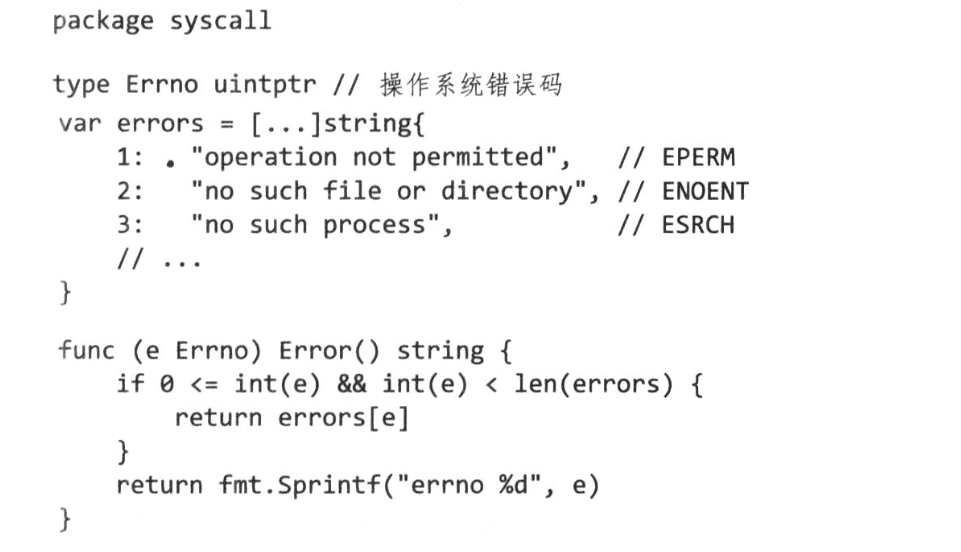 package syscall
type Errno uintptr // 操作系统错误码
var errors = [...]string{
1: "operation not permitted", // EPERM
2: "no such file or directory", // ENOENT
3: "no such process", // ESRCH
// ...
}
func (e Errno) Error() string {
if 0 <= int(e) && int(e) < len(errors) {
return errors[e]
}
return fmt.Sprintf("errno %d", e)
}